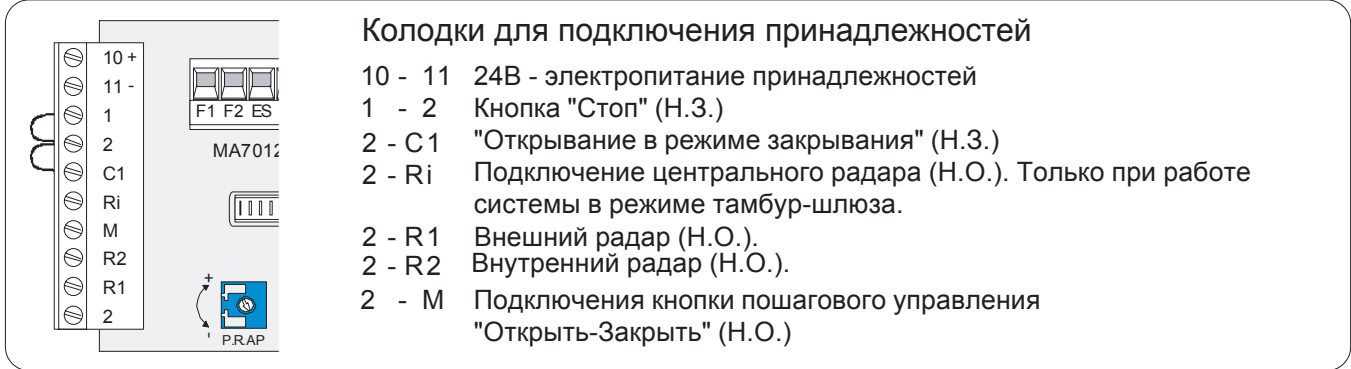 10 +
11 -
1
2
C1
Ri
M
R2
R1
2
F1 F2 ES
MA7012
+
-
P.R.AP
Колодки для подключения принадлежностей
10 - 11 24В - электропитание принадлежностей
1 - 2 Кнопка "Стоп" (Н.З.)
2 - C1 "Открывание в режиме закрывания" (Н.З.)
2 - Ri Подключение центрального радара (Н.О.). Только при работе
системы в режиме тамбур-шлюза.
2 - R1 Внешний радар (Н.О.).
2 - R2 Внутренний радар (Н.О.).
2 - M Подключения кнопки пошагового управления
"Открыть-Закрыть" (Н.О.)